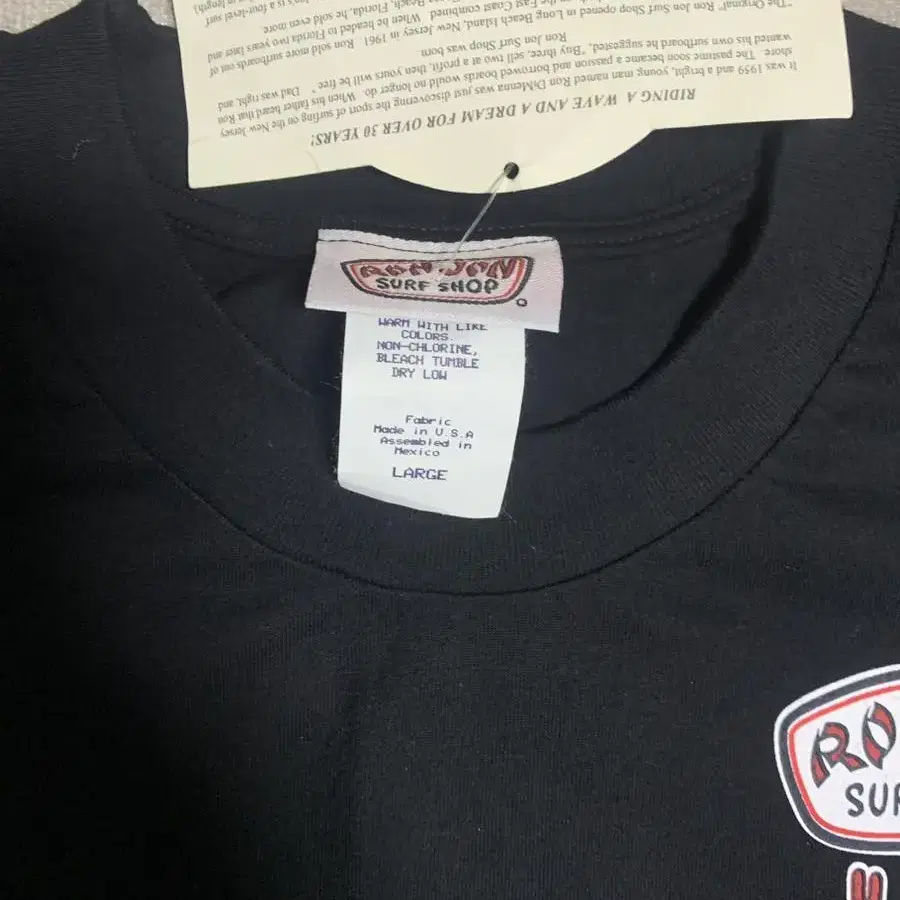 RIDING A WAVE AND A DREAM FOR OVER 30 YEARS!
It was 1959 and a bright, young man named Ron DiMenna was just discovering the sport of surfing on the New Jersey
shore. The pastime soon became a passion and borrowed boards would no longer do. When his father heard that Ron
wanted his own surfboard he suggested, "Buy three, sell two at a profit, then yours will be free." Dad was right, and
Ron Jon Surf Shop was born
"The Original" Ron Jon Surf Shop opened in Long Beach Island, New Jersey in 1961 Ron sold more surfboards out of
the East Coast combined When he headed to Florida two years later and
Beach, Florida, he sold even more
is a four-level surf
in length)
RON JON
SURF SHOP
WARM WITH LIKE
COLORS.
NON-CHLORINE,
BLEACH TUMBLE
DRY LOW
Fabric
Made in U.S.A
Assembled in
Mexico
LARGE
RO
SUR